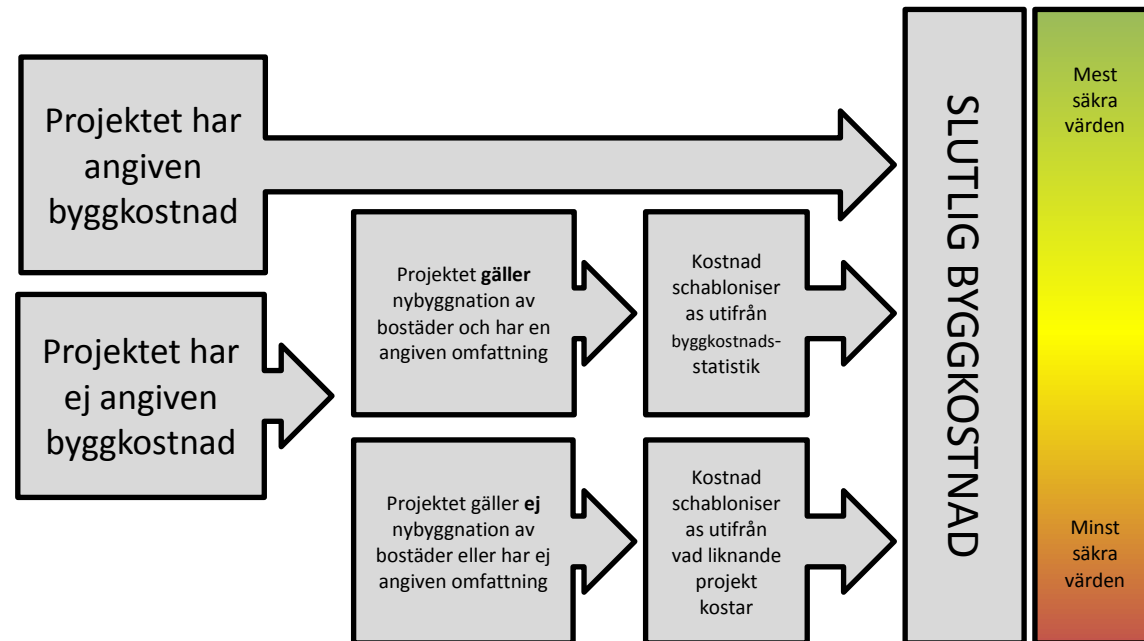 Projektet har
angiven
byggkostnad
Projektet har
ej angiven
byggkostnad
Projektet gäller
nybyggnation av
bostäder och har en
angiven omfattning
Kostnad
schabloniser
as utifrån
byggkostnads-
statistik
Projektet gäller ej
nybyggnation av
bostäder eller har ej
angiven omfattning
Kostnad
schabloniser
as utifrån
vad liknande
projekt
kostar
SLUTLIG BYGGKOSTNAD
Mest
säkra
värden
Minst
säkra
värden